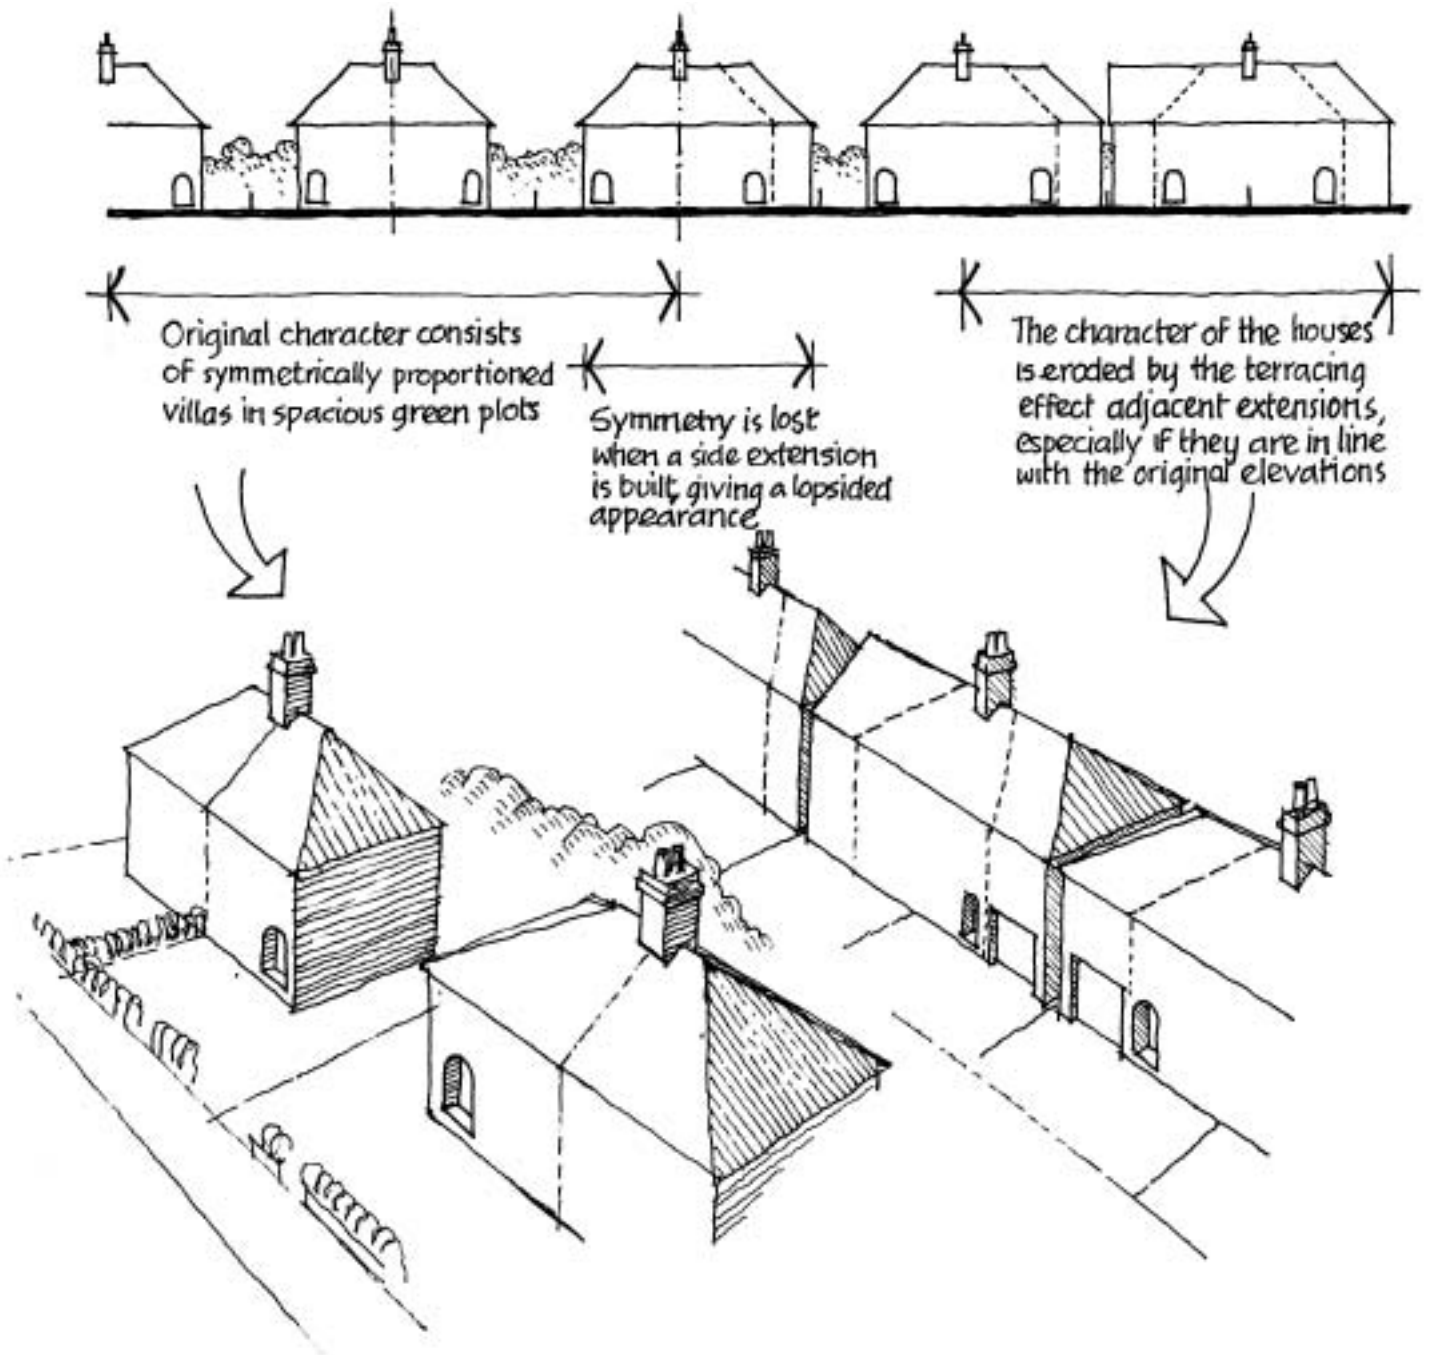 Original character consists
of symmetrically proportioned
villas in spacious green plots
Symmetry is lost
when a side extension
is built, giving a lopsided
appearance
The character of the houses
is eroded by the terracing
effect adjacent extensions,
especially if they are in line
with the original elevations